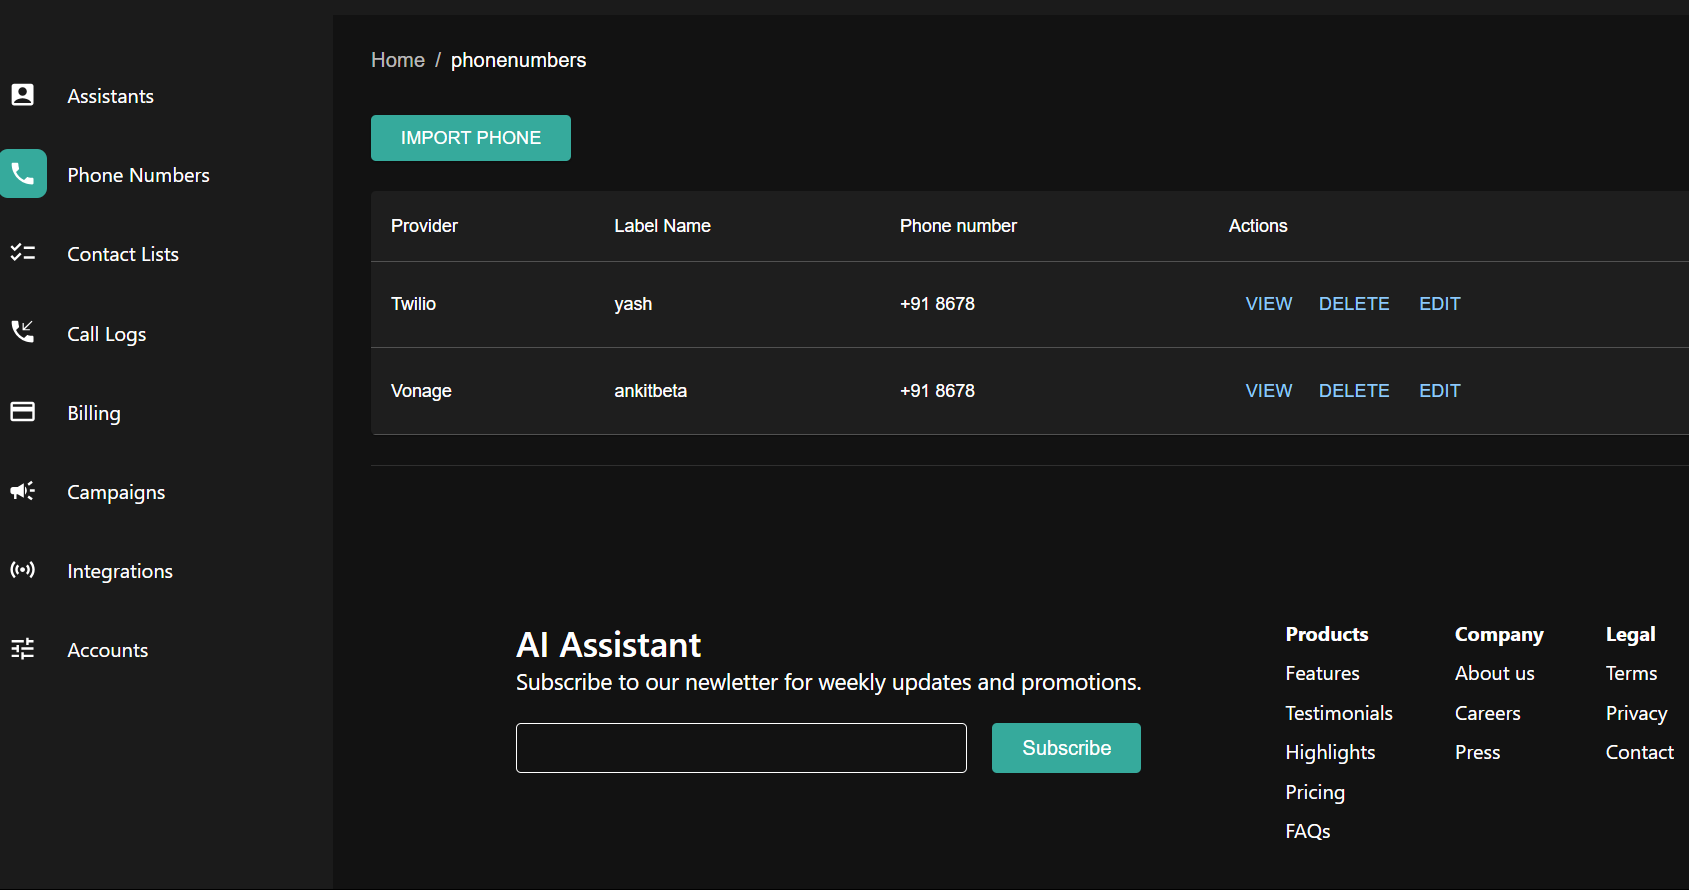 Assistants
Phone Numbers
Contact Lists
Call Logs
Billing
Campaigns
Integrations
Accounts
Home / phonenumbers
IMPORT PHONE
Provider Label Name Phone number Actions
Twilio yash +91 8678 VIEW DELETE EDIT
Vonage ankitbeta +91 8678 VIEW DELETE EDIT
AI Assistant
Subscribe to our newletter for weekly updates and promotions.
Subscribe
Products
Features
Testimonials
Highlights
Pricing
FAQs
Company
About us
Careers
Press
Legal
Terms
Privacy
Contact